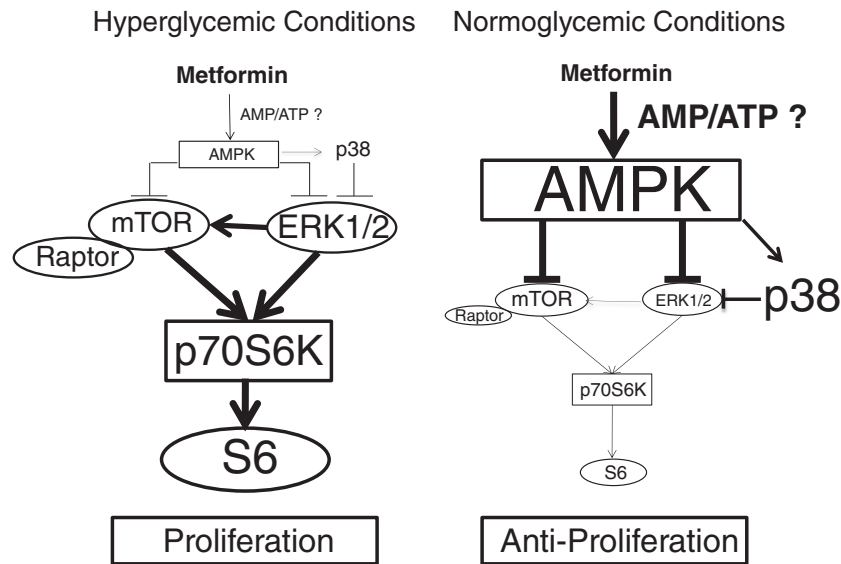 Hyperglycemic Conditions
Metformin
AMP/ATP ?
AMPK
p38
mTOR
ERK1/2
Raptor
p70S6K
S6
Proliferation
Normoglycemic Conditions
Metformin
AMP/ATP ?
AMPK
p38
mTOR
ERK1/2
Raptor
p70S6K
S6
Anti-Proliferation